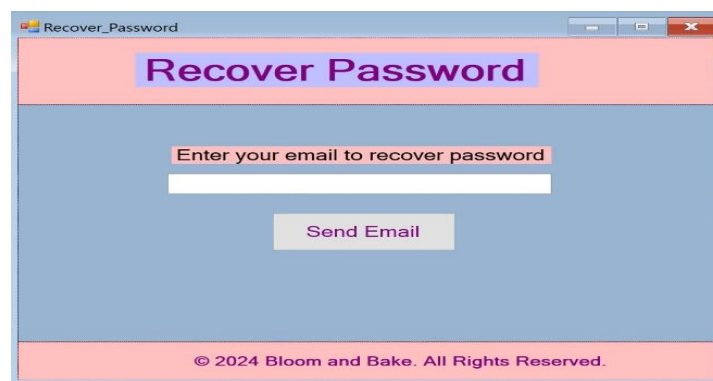 Recover_Password
Recover Password
Enter your email to recover password
Send Email
© 2024 Bloom and Bake. All Rights Reserved.